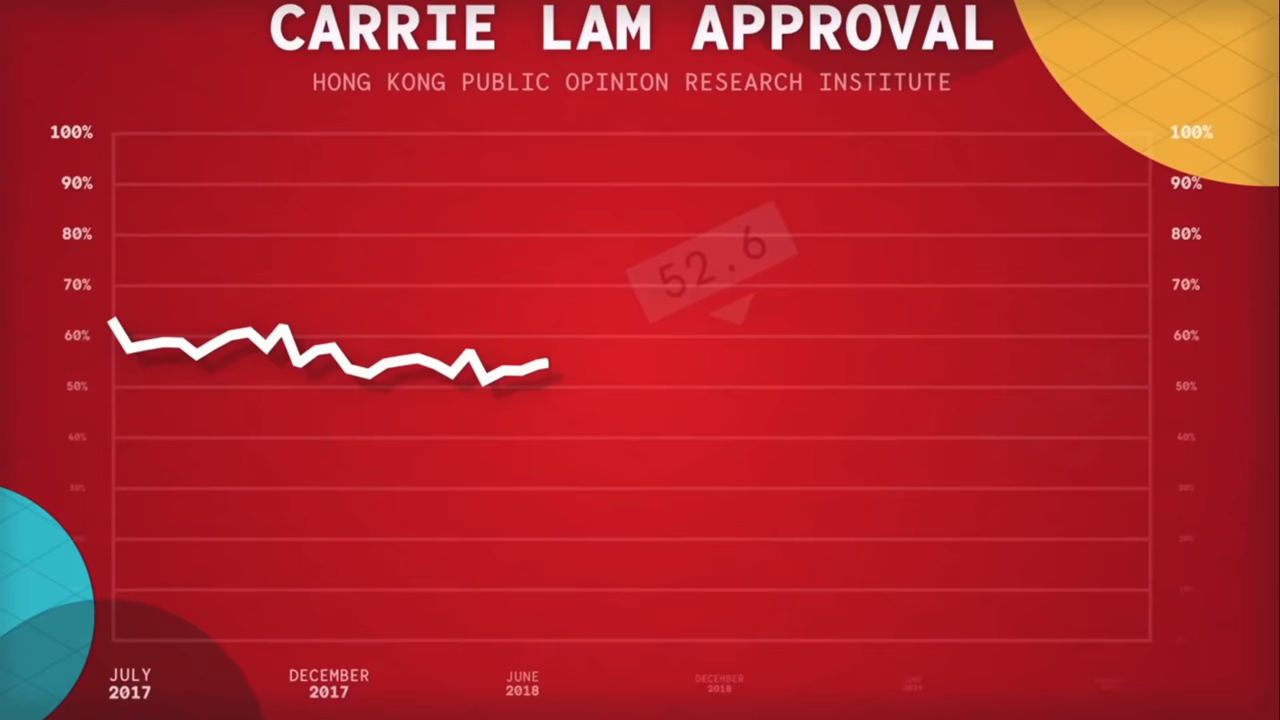 CARRIE LAM APPROVAL
HONG KONG PUBLIC OPINION RESEARCH INSTITUTE
100% 100%
90% 90%
80% 80%
52.6
70% 70%
60% 60%
50% 50%
40% 40%
30% 30%
20%
JULY DECEMBER JUNE DECEMBER
2017 2017 2018 2018